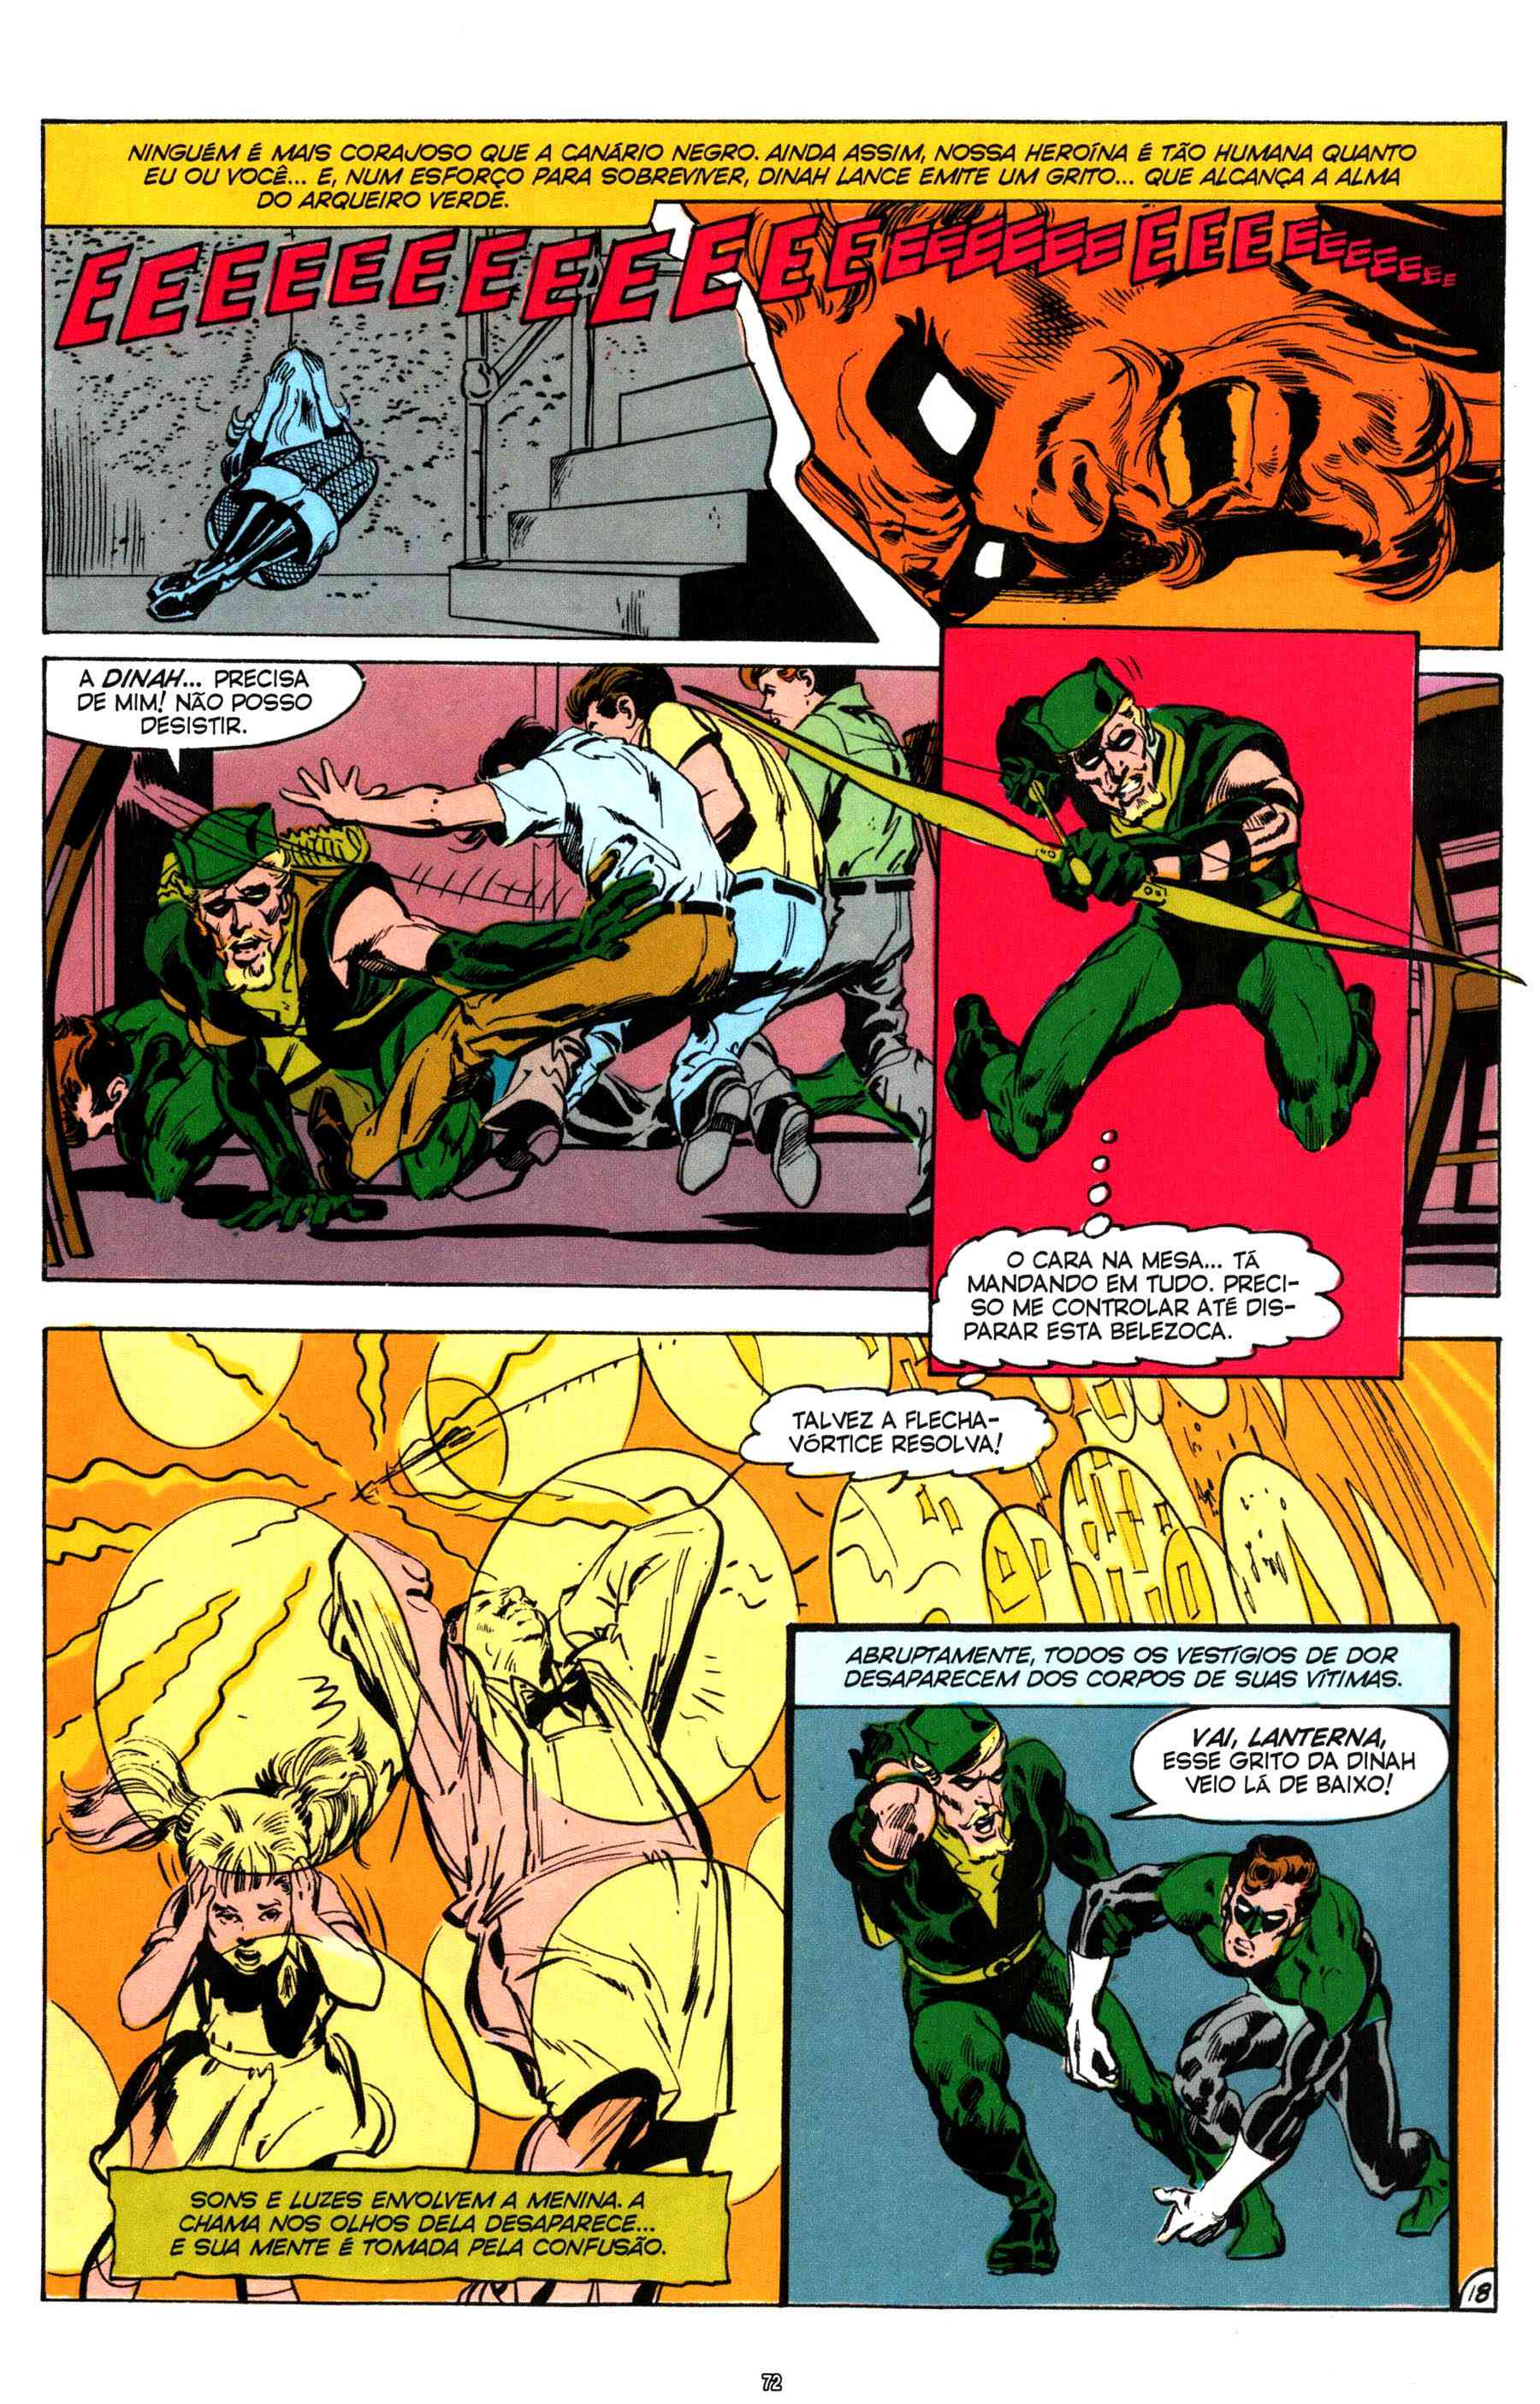 NINGUÉM É MAIS CORAJOSO QUE A CANÁRIO NEGRO. AINDA ASSIM, NOSSA HEROÍNA É TÃO HUMANA QUANTO
EU OU VOCÊ... E, NUM ESFORÇO PARA SOBREVIVER, DINAH LANCE EMITE UM GRITO... QUE ALCANÇA A ALMA
DO ARQUEIRO VERDE.
EEEEEEEEEEEEEEEEEEEEEEEEEEEEEE
A DINAH... PRECISA
DE MIM! NÃO POSSO
DESISTIR.
O CARA NA MESA... TÁ
MANDANDO EM TUDO. PRECI-
SO ME CONTROLAR ATÉ DIS-
PARAR ESTA BELEZOCA.
TALVEZ A FLECHA-
VÓRTICE RESOLVA!
SONS E LUZES ENVOLVEM A MENINA. A
CHAMA NOS OLHOS DELA DESAPARECE...
E SUA MENTE É TOMADA PELA CONFUSÃO.
ABRUPTAMENTE, TODOS OS VESTÍGIOS DE DOR
DESAPARECEM DOS CORPOS DE SUAS VÍTIMAS.
VAI, LANTERNA,
ESSE GRITO DA DINAH
VEIO LÁ DE BAIXO!
18
72